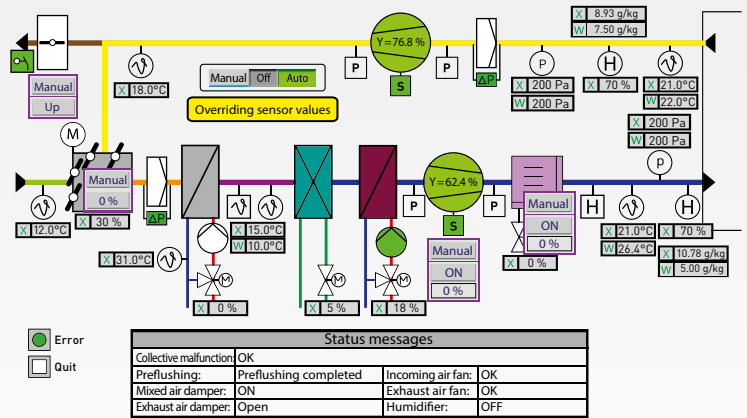 X 8.93 g/kg
W 7.50 g/kg
Y=76.8 %
P
P
P
H
S
ΔP
Manual
Up
X 18.0°C
Manual Off Auto
Overriding sensor values
X 200 Pa
W 200 Pa
X 70 %
X 21.0°C
W 22.0°C
X 200 Pa
W 200 Pa
p
M
Manual
0 %
X 30 %
X 12.0°C
ΔP
Y=62.4 %
P
P
S
Manual
ON
0 %
H
H
X 15.0°C
W 10.0°C
X 31.0°C
M
M
M
X 0 %
X 5 %
X 18 %
Manual
ON
0 %
X 0 %
X 21.0°C
W 26.4°C
X 70 %
X 10.78 g/kg
W 5.00 g/kg
Error
Quit
Status messages
Collective malfunction: OK
Preflushing: Preflushing completed Incoming air fan: OK
Mixed air damper: ON Exhaust air fan: OK
Exhaust air damper: Open Humidifier: OFF